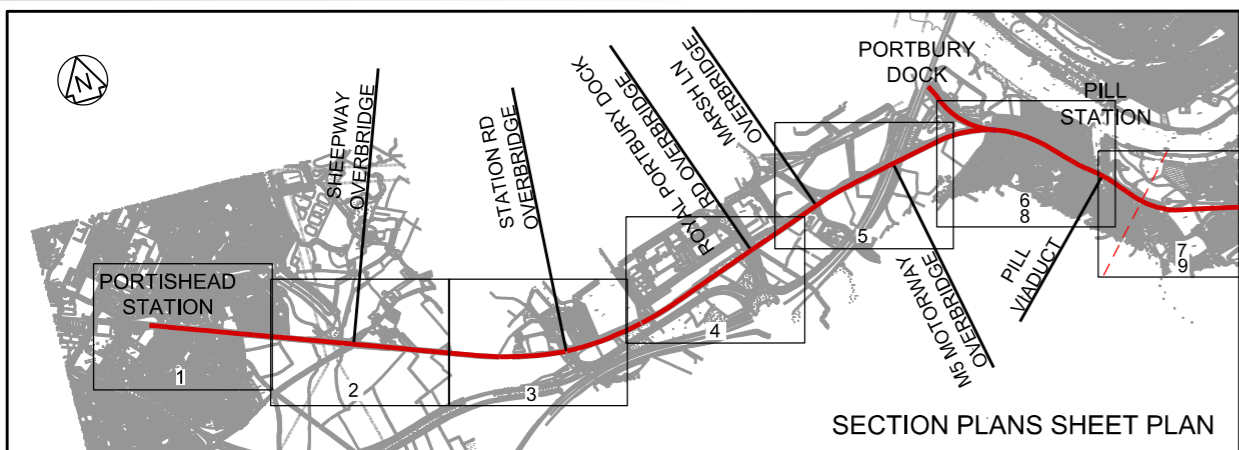 N
PORTISHEAD
STATION
1
SHEEPWAY
OVERBRIDGE
2
STATION RD
OVERBRIDGE
3
ROYAL PORTBURY DOCK
RD OVERBRIDGE
4
MARSH LN
OVERBRIDGE
5
M5 MOTORWAY
OVERBRIDGE
PORTBURY
DOCK
PILL
STATION
6
8
PILL
VIADUCT
7
9
SECTION PLANS SHEET PLAN